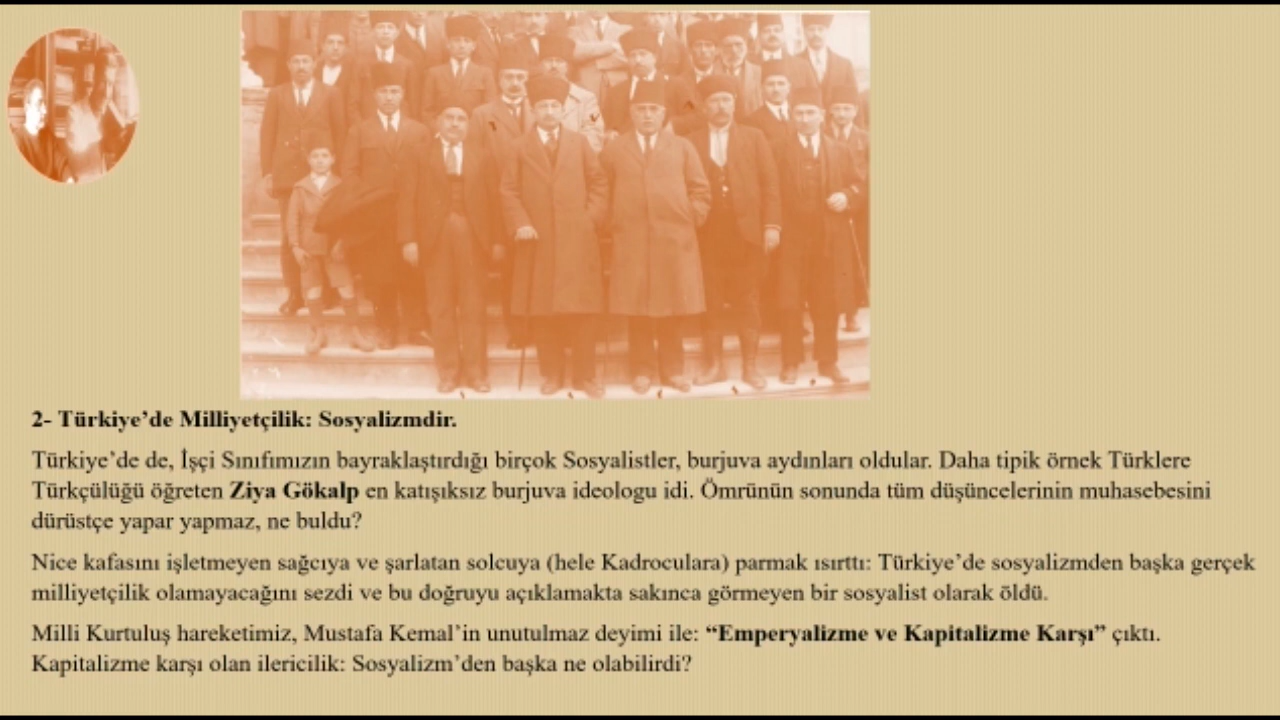 2- Türkiye’de Milliyetçilik: Sosyalizmdir.
Türkiye’de de, İşçi Sınıfımızın bayraklaştırdığı birçok Sosyalistler, burjuva aydınları oldular. Daha tipik örnek Türklere
Türkçülüğü öğreten Ziya Gökalp en katışıksız burjuva ideologu idi. Ömrünün sonunda tüm düşüncelerinin muhasebesini
dürüstçe yapar yapmaz, ne buldu?
Nice kafasını işletmeyen sağcıya ve şarlatan solcuya (hele Kadroculara) parmak ısırttı: Türkiye’de sosyalizmden başka gerçek
milliyetçilik olamayacağını sezdi ve bu doğruyu açıklamakta sakınca görmeyen bir sosyalist olarak öldü.
Milli Kurtuluş hareketimiz, Mustafa Kemal’in unutulmaz deyimi ile: “Emperyalizme ve Kapitalizme Karşı” çıktı.
Kapitalizme karşı olan ilericilik: Sosyalizm’den başka ne olabilirdi?